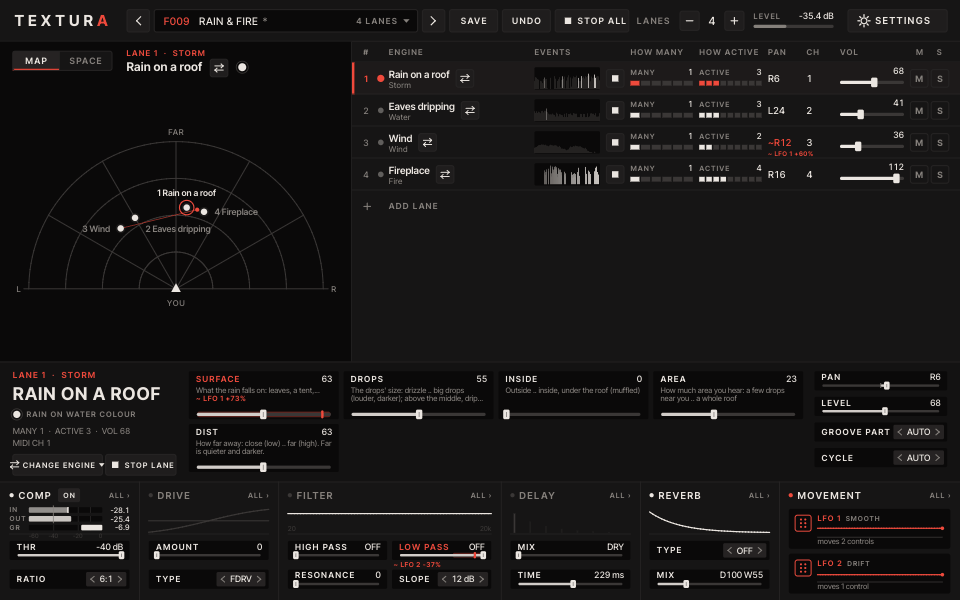 TEXTURA
F009 RAIN & FIRE * 4 LANES
SAVE UNDO STOP ALL LANES 4 LEVEL -35.4 dB SETTINGS
MAP SPACE
LANE 1 · STORM
Rain on a roof
FAR
1 Rain on a roof
4 Fireplace
3 Wind
2 Eaves dripping
L
R
YOU
# ENGINE EVENTS HOW MANY HOW ACTIVE PAN CH VOL M S
1 Rain on a roof MANY 1 ACTIVE 3 R6 1 68 M S
Storm
2 Eaves dripping MANY 1 ACTIVE 3 L24 2 41 M S
Water
3 Wind MANY 1 ACTIVE 2 ~R12 3 36 M S
Wind ~ LFO 1 +60%
4 Fireplace MANY 1 ACTIVE 4 R16 4 112 M S
Fire
+ ADD LANE
LANE 1 · STORM
RAIN ON A ROOF
RAIN ON WATER COLOUR
MANY 1 · ACTIVE 3 · VOL 68
MIDI CH 1
CHANGE ENGINE STOP LANE
SURFACE 63
What the rain falls on: leaves, a tent,...
~ LFO 1 +73%
DROPS 55
The drops' size: drizzle .. big drops
(louder, darker); above the middle, drip...
INSIDE 0
Outside .. inside, under the roof (muffled)
AREA 23
How much area you hear: a few drops
near you .. a whole roof
DIST 63
How far away: close (low) .. far (high). Far
is quieter and darker.
PAN R6
LEVEL 68
GROOVE PART < AUTO >
CYCLE < AUTO >
COMP ON ALL ›
IN -28.1
OUT -25.4
GR -6.9
THR -40 dB
RATIO < 6:1 >
DRIVE ALL ›
AMOUNT 0
TYPE < FDRV >
FILTER ALL ›
20 20k
HIGH PASS OFF
LOW PASS OFF
~ LFO 2 -37%
RESONANCE 0
SLOPE < 12 dB >
DELAY ALL ›
MIX DRY
TIME 229 ms
REVERB ALL ›
TYPE < OFF >
MIX D100 W55
MOVEMENT ALL ›
LFO 1 SMOOTH
moves 2 controls
LFO 2 DRIFT
moves 1 control